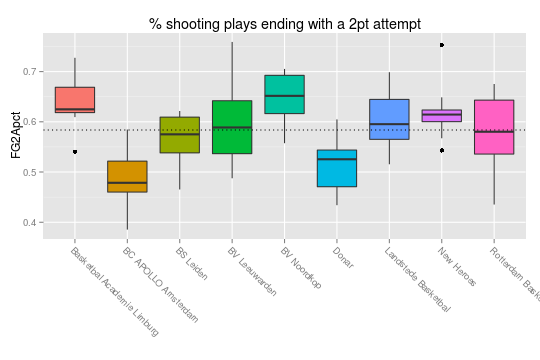 % shooting plays ending with a 2pt attempt
FG2Apct
0.7
0.6
0.5
0.4
Basketbal Academie Limburg
BC APOLLO Amsterdam
BS Leiden
BV Leeuwarden
BV Noordkop
Donar
Landstede Basketbal
New Heroes
Rotterdam Bask